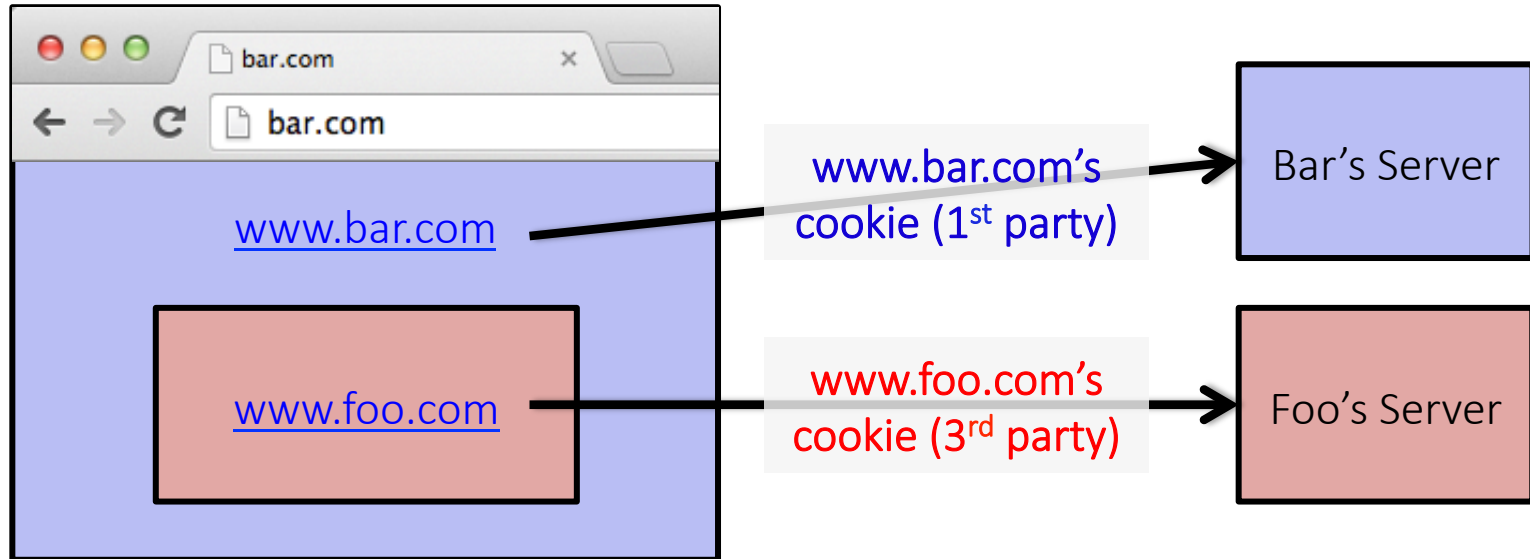 bar.com
bar.com
www.bar.com
www.bar.com’s
cookie (1st party)
Bar’s Server
www.foo.com
www.foo.com’s
cookie (3rd party)
Foo’s Server